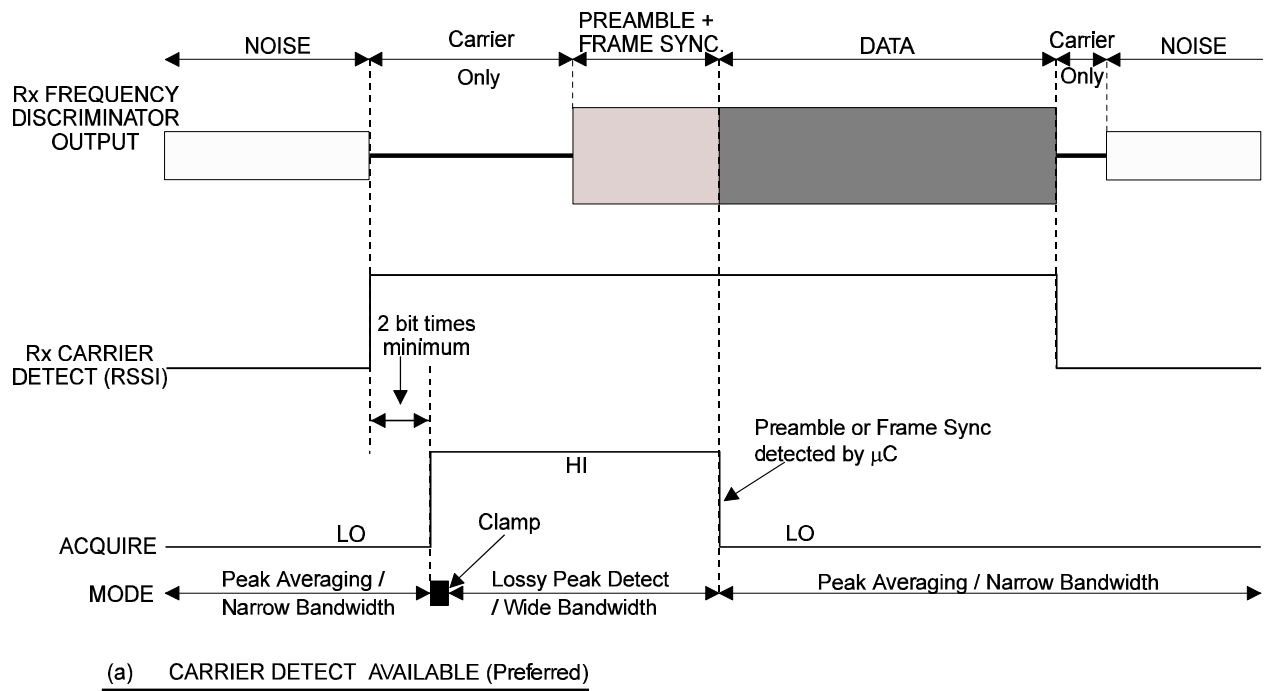 NOISE
Carrier
Only
PREAMBLE +
FRAME SYNC.
DATA
Carrier
Only
NOISE
Rx FREQUENCY
DISCRIMINATOR
OUTPUT
2 bit times
minimum
Rx CARRIER
DETECT (RSSI)
Preamble or Frame Sync
detected by μC
HI
LO
Clamp
LO
ACQUIRE
MODE
Peak Averaging /
Narrow Bandwidth
Lossy Peak Detect
/ Wide Bandwidth
Peak Averaging / Narrow Bandwidth
(a) CARRIER DETECT AVAILABLE (Preferred)